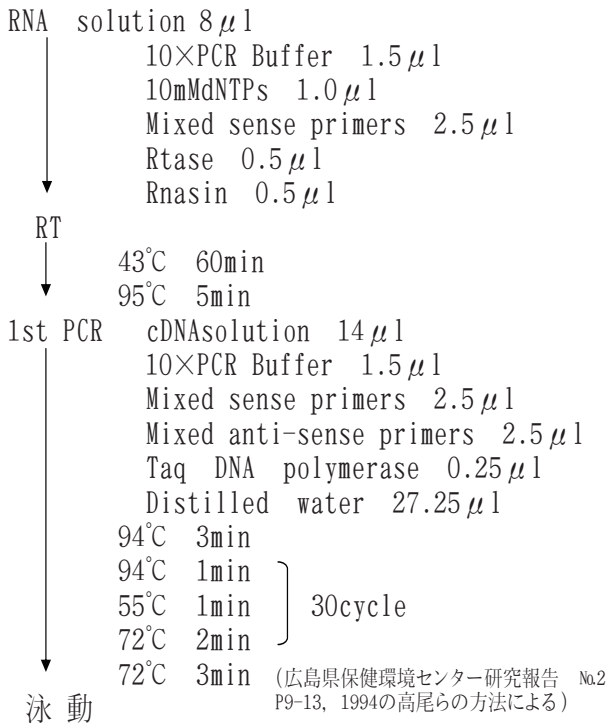 RNA solution 8μl
10×PCR Buffer 1.5μl
10mMdNTPs 1.0μl
Mixed sense primers 2.5μl
Rtase 0.5μl
Rnasin 0.5μl
RT
43℃ 60min
95℃ 5min
1st PCR cDNAsolution 14μl
10×PCR Buffer 1.5μl
Mixed sense primers 2.5μl
Mixed anti-sense primers 2.5μl
Taq DNA polymerase 0.25μl
Distilled water 27.25μl
94℃ 3min
94℃ 1min
55℃ 1min 30cycle
72℃ 2min
72℃ 3min (広島県保健環境センター研究報告 №2
P9-13, 1994の高尾らの方法による)
泳 動